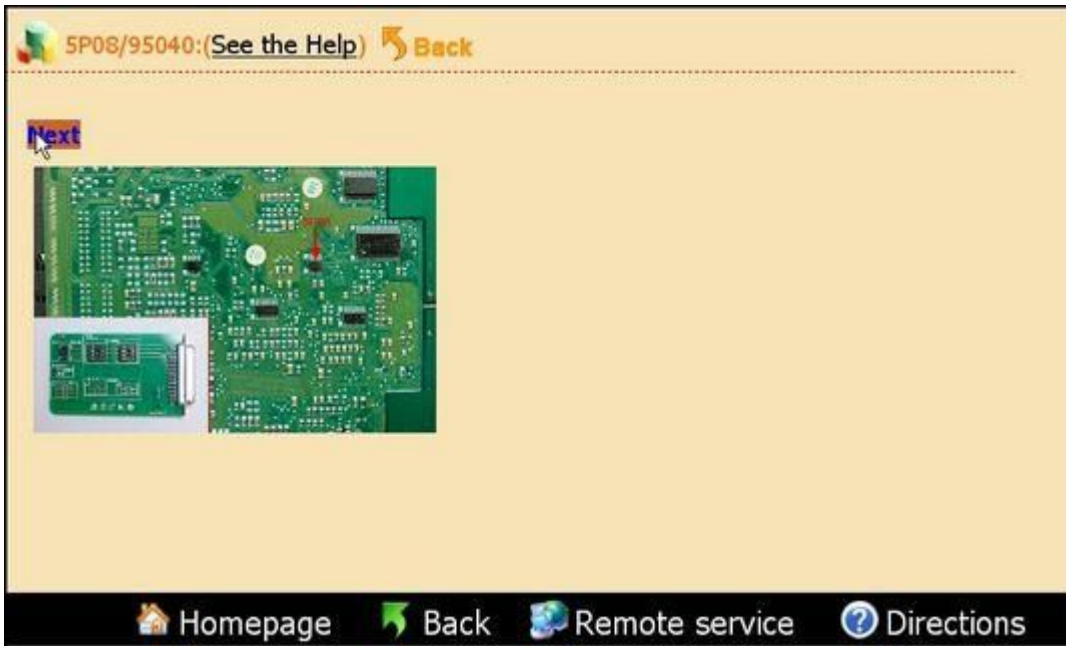 5P08/95040:(See the Help) Back
Next
Homepage Back Remote service Directions